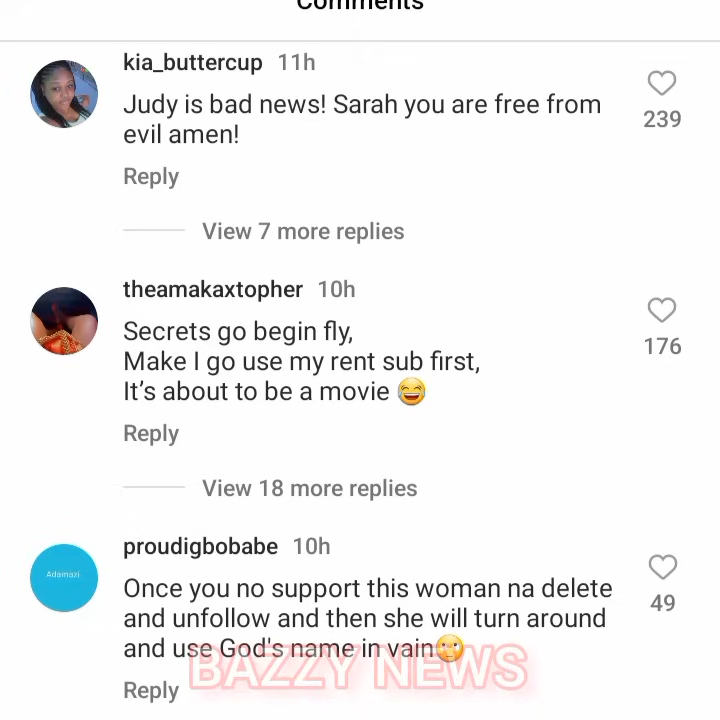 Comments
kia_buttercup 11h
Judy is bad news! Sarah you are free from
evil amen!
239
Reply
View 7 more replies
theamakaxtopher 10h
Secrets go begin fly,
Make I go use my rent sub first,
It’s about to be a movie 😂
176
Reply
View 18 more replies
Adamazi
proudigbobabe 10h
Once you no support this woman na delete
and unfollow and then she will turn around
and use God's name in vain🙄
49
BAZZY NEWS
Reply